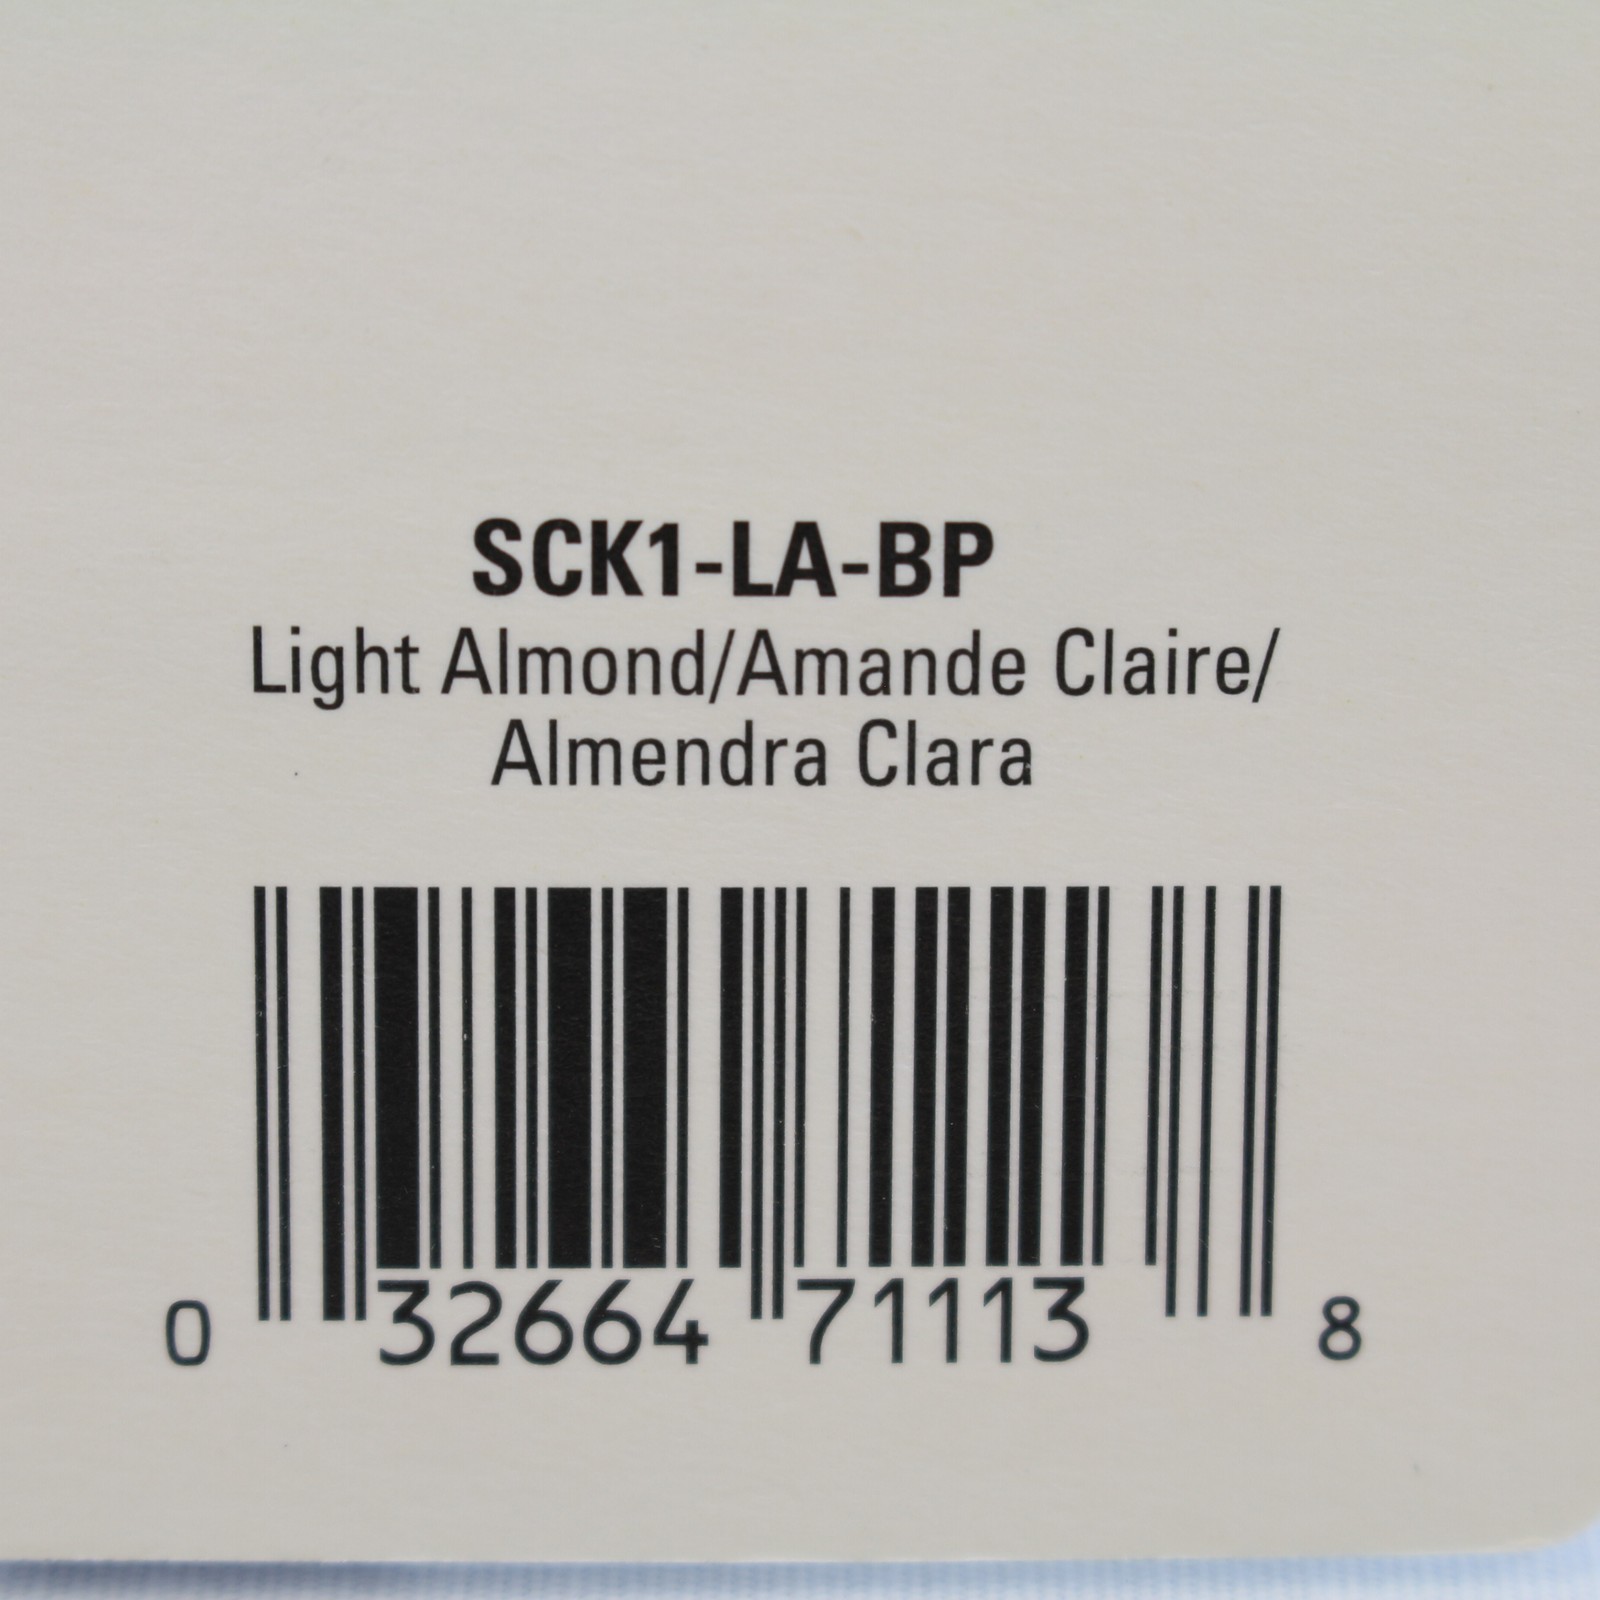 SCK1-LA-BP
Light Almond/Amande Claire/
Almendra Clara
0 32664 71113 8